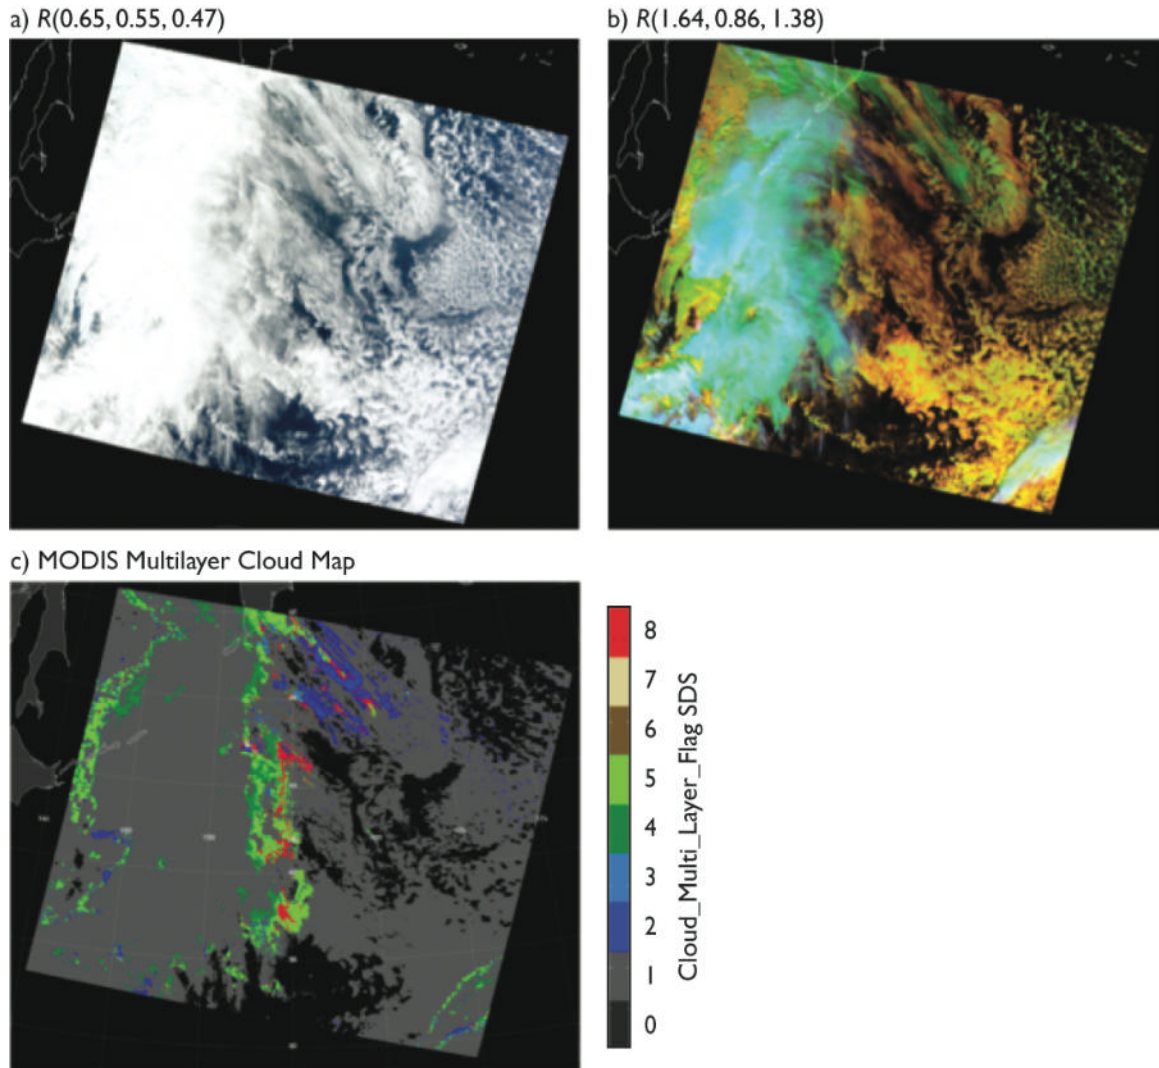 a) R(0.65, 0.55, 0.47)
b) R(1.64, 0.86, 1.38)
c) MODIS Multilayer Cloud Map
8
7
6
5
4
3
2
1
0
Cloud_Multi_Layer_Flag SDS